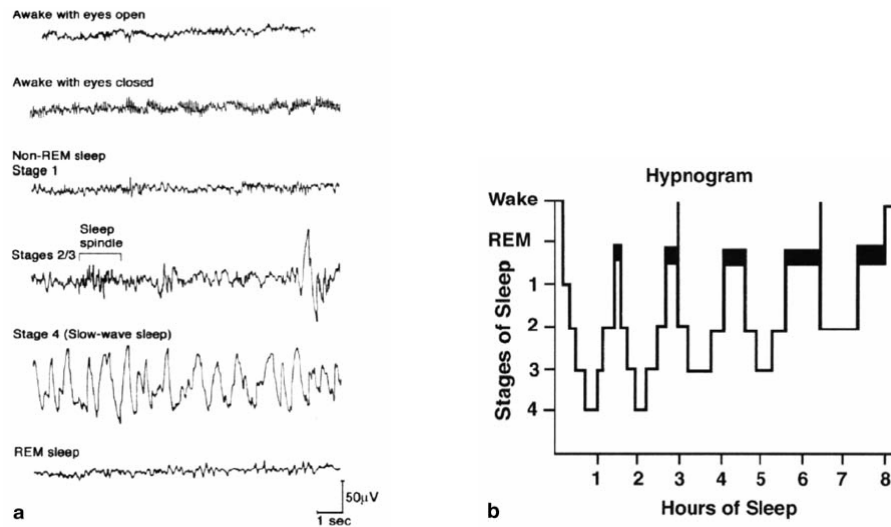 Awake with eyes open
Awake with eyes closed
Non-REM sleep
Stage 1
Sleep
spindle
Stages 2/3
Stage 4 (Slow-wave sleep)
REM sleep
50μV
1 sec
a
Hypnogram
Wake
REM
1
2
3
4
Stages of Sleep
1 2 3 4 5 6 7 8
Hours of Sleep
b